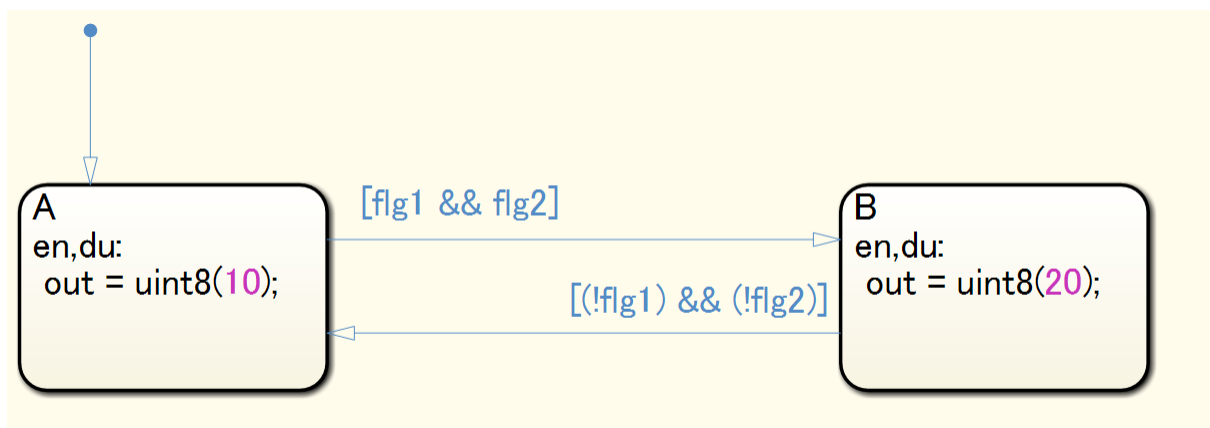 A
en,du:
out = uint8(10);
[flg1 && flg2]
[(!flg1) && (!flg2)]
B
en,du:
out = uint8(20);